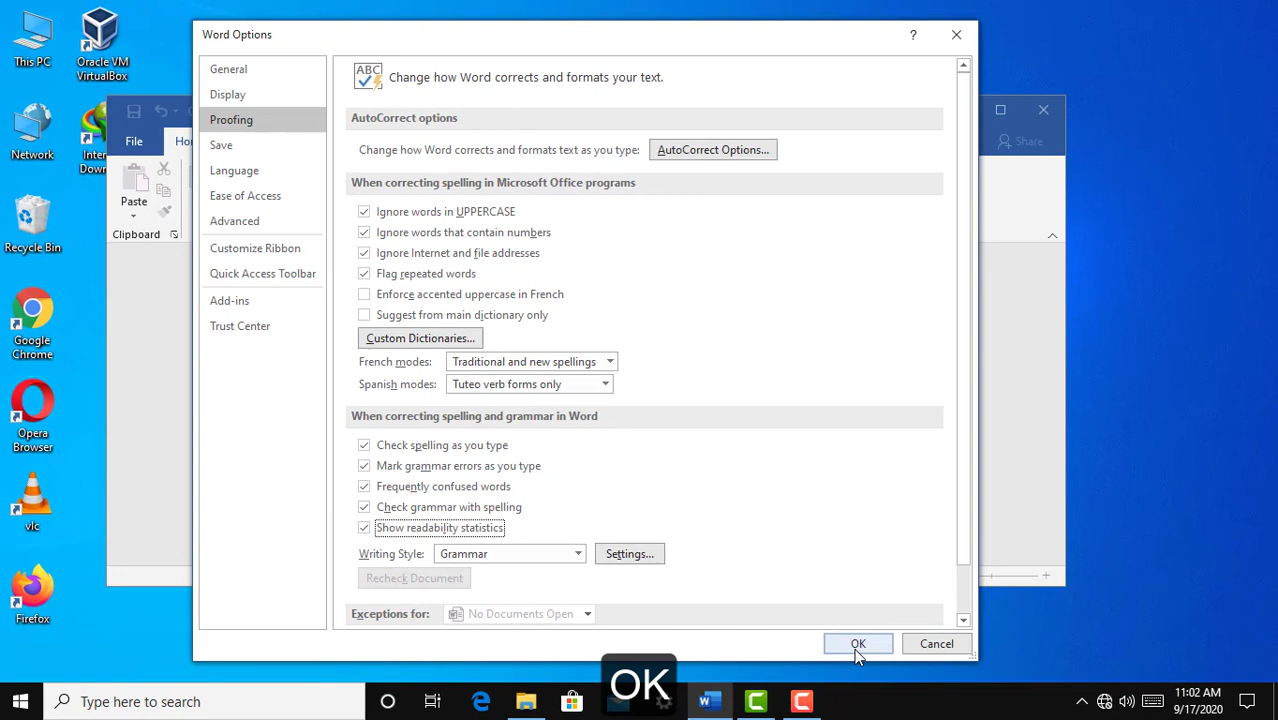 This PC
Oracle VM
VirtualBox
Network
Recycle Bin
Google
Chrome
Opera
Browser
vlc
Firefox
File
Share
Paste
Clipboard
Word Options
?
General
Display
Proofing
Save
Language
Ease of Access
Advanced
Customize Ribbon
Quick Access Toolbar
Add-ins
Trust Center
ABC
Change how Word corrects and formats your text.
AutoCorrect options
Change how Word corrects and formats text as you type:
AutoCorrect Options...
When correcting spelling in Microsoft Office programs
Ignore words in UPPERCASE
Ignore words that contain numbers
Ignore Internet and file addresses
Flag repeated words
Enforce accented uppercase in French
Suggest from main dictionary only
Custom Dictionaries...
French modes: Traditional and new spellings
Spanish modes: Tuteo verb forms only
When correcting spelling and grammar in Word
Check spelling as you type
Mark grammar errors as you type
Frequently confused words
Check grammar with spelling
Show readability statistics
Writing Style: Grammar
Settings...
Recheck Document
Exceptions for: No Documents Open
OK
Cancel
OK
Type here to search
11:02 AM
9/17/2020